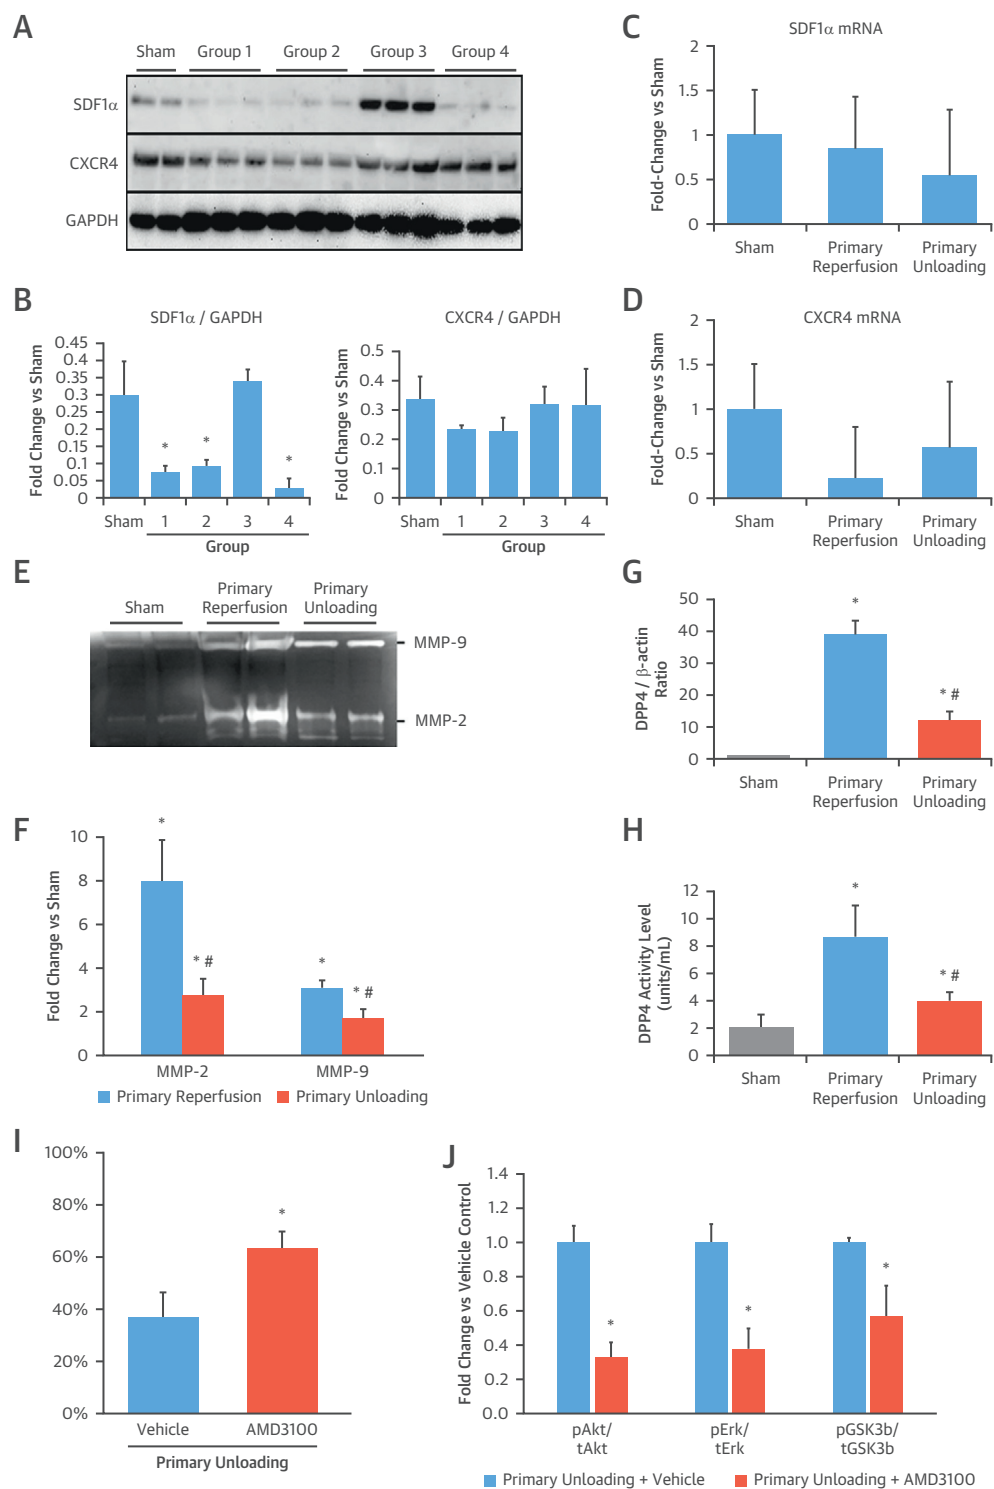 A
Sham Group 1 Group 2 Group 3 Group 4
SDF1α
CXCR4
GAPDH
B
SDF1α / GAPDH
Fold Change vs Sham
0.45
0.4
0.35
0.3
0.25
0.2
0.15
0.1
0.05
0
*
*
*
Sham 1 2 3 4
Group
CXCR4 / GAPDH
Fold Change vs Sham
0.5
0.4
0.3
0.2
0.1
0
Sham 1 2 3 4
Group
C
SDF1α mRNA
Fold-Change vs Sham
2
1.5
1
0.5
0
Sham
Primary
Reperfusion
Primary
Unloading
D
CXCR4 mRNA
Fold-Change vs Sham
2
1.5
1
0.5
0
Sham
Primary
Reperfusion
Primary
Unloading
E
Sham
Primary
Reperfusion
Primary
Unloading
MMP-9
MMP-2
F
Fold Change vs Sham
10
8
6
4
2
0
*
* #
*
* #
MMP-2 MMP-9
Primary Reperfusion Primary Unloading
G
DPP4 / β-actin
Ratio
50
40
30
20
10
0
*
* #
Sham
Primary
Reperfusion
Primary
Unloading
H
DPP4 Activity Level
(units/mL)
12
10
8
6
4
2
0
*
* #
Sham
Primary
Reperfusion
Primary
Unloading
I
100%
80%
60%
40%
20%
0%
*
Vehicle AMD3100
Primary Unloading
J
Fold Change vs Vehicle Control
1.4
1.2
1.0
0.8
0.6
0.4
0.2
0.0
*
*
*
pAkt/
tAkt
pErk/
tErk
pGSK3b/
tGSK3b
Primary Unloading + Vehicle Primary Unloading + AMD3100